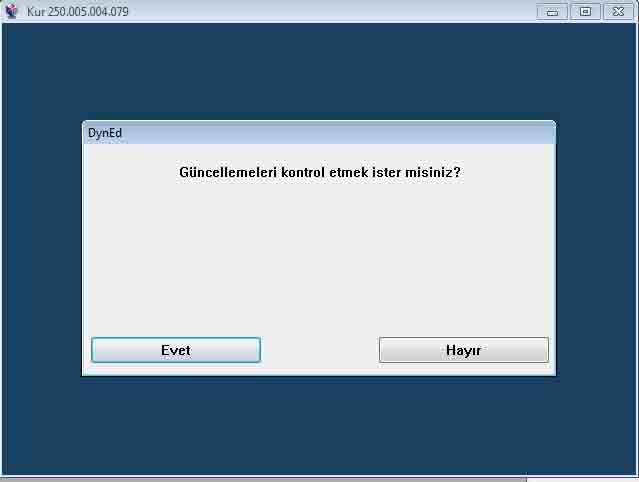 Kur 250.005.004.079
DynEd
Güncellemeleri kontrol etmek ister misiniz?
Evet
Hayır